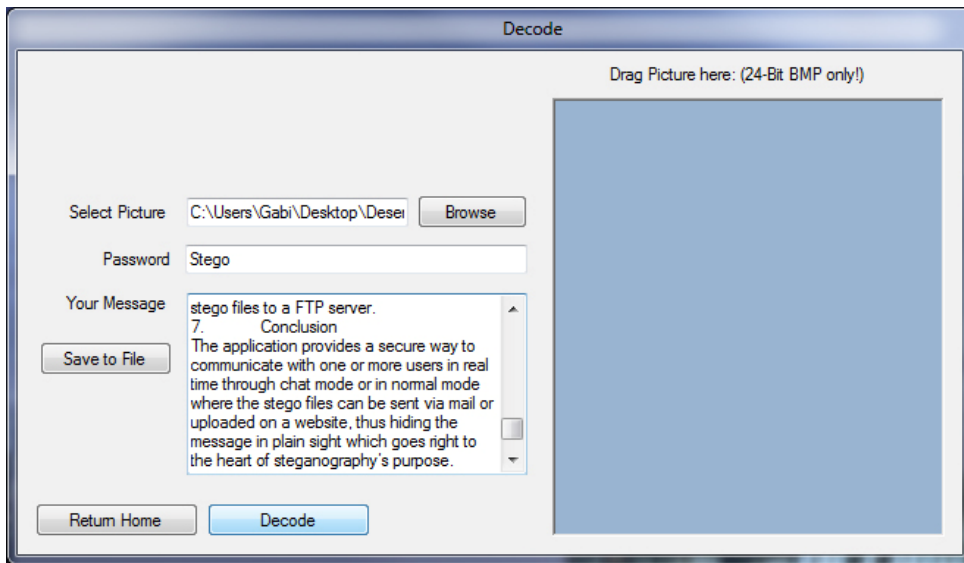 Decode
Drag Picture here: (24-Bit BMP only!)
Select Picture
C:\Users\Gabi\Desktop\Deser
Browse
Password
Stego
Your Message
stego files to a FTP server.
7. Conclusion
The application provides a secure way to
communicate with one or more users in real
time through chat mode or in normal mode
where the stego files can be sent via mail or
uploaded on a website, thus hiding the
message in plain sight which goes right to
the heart of steganography's purpose.
Save to File
Return Home
Decode